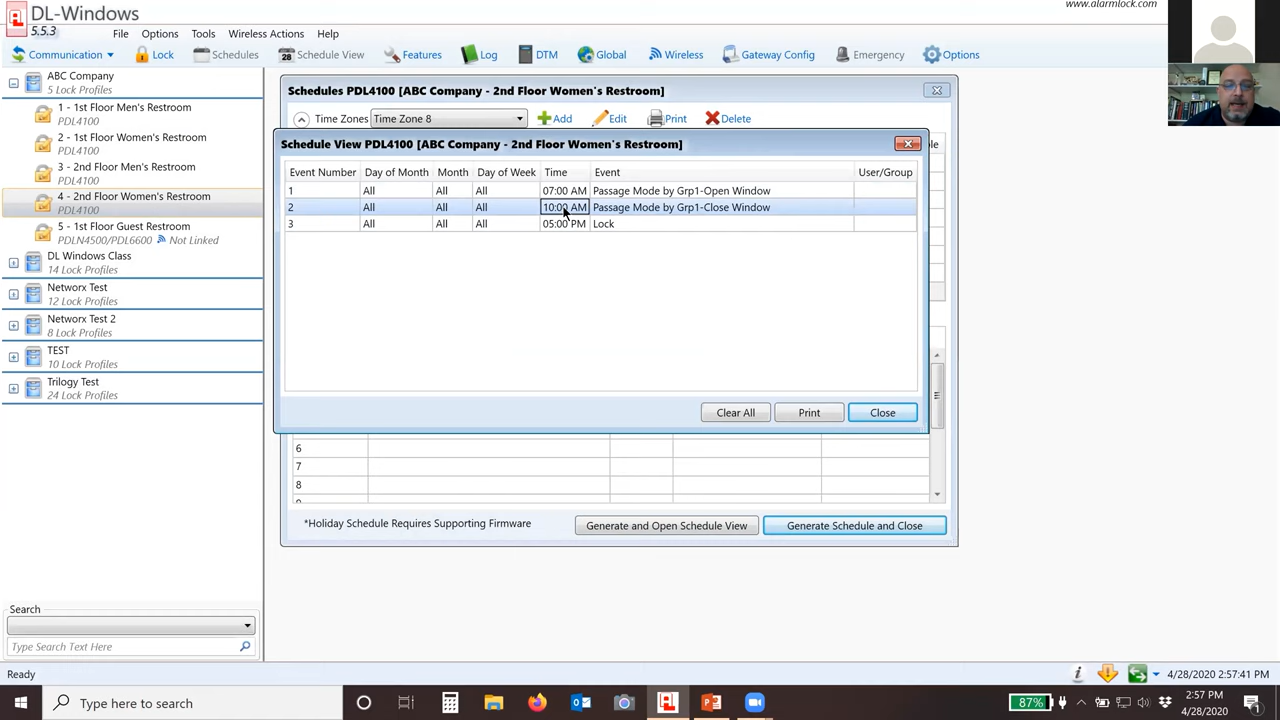 DL-Windows
5.5.3
www.alarmlock.com
File Options Tools Wireless Actions Help
Communication Lock Schedules 28 Schedule View Features Log DTM Global Wireless Gateway Config Emergency Options
ABC Company
5 Lock Profiles
1 - 1st Floor Men's Restroom
PDL4100
2 - 1st Floor Women's Restroom
PDL4100
3 - 2nd Floor Men's Restroom
PDL4100
4 - 2nd Floor Women's Restroom
PDL4100
5 - 1st Floor Guest Restroom
PDLN4500/PDL6600 Not Linked
DL Windows Class
14 Lock Profiles
Networx Test
12 Lock Profiles
Networx Test 2
8 Lock Profiles
TEST
10 Lock Profiles
Trilogy Test
24 Lock Profiles
Search
Type Search Text Here
Schedules PDL4100 [ABC Company - 2nd Floor Women's Restroom]
Time Zones Time Zone 8 Add Edit Print Delete
Schedule View PDL4100 [ABC Company - 2nd Floor Women's Restroom]
Event Number Day of Month Month Day of Week Time Event User/Group
1 All All All 07:00 AM Passage Mode by Grp1-Open Window
2 All All All 10:00 AM Passage Mode by Grp1-Close Window
3 All All All 05:00 PM Lock
Clear All Print Close
6
7
8
*Holiday Schedule Requires Supporting Firmware
Generate and Open Schedule View Generate Schedule and Close
Ready
4/28/2020 2:57:41 PM
Type here to search
87%
2:57 PM
4/28/2020
1